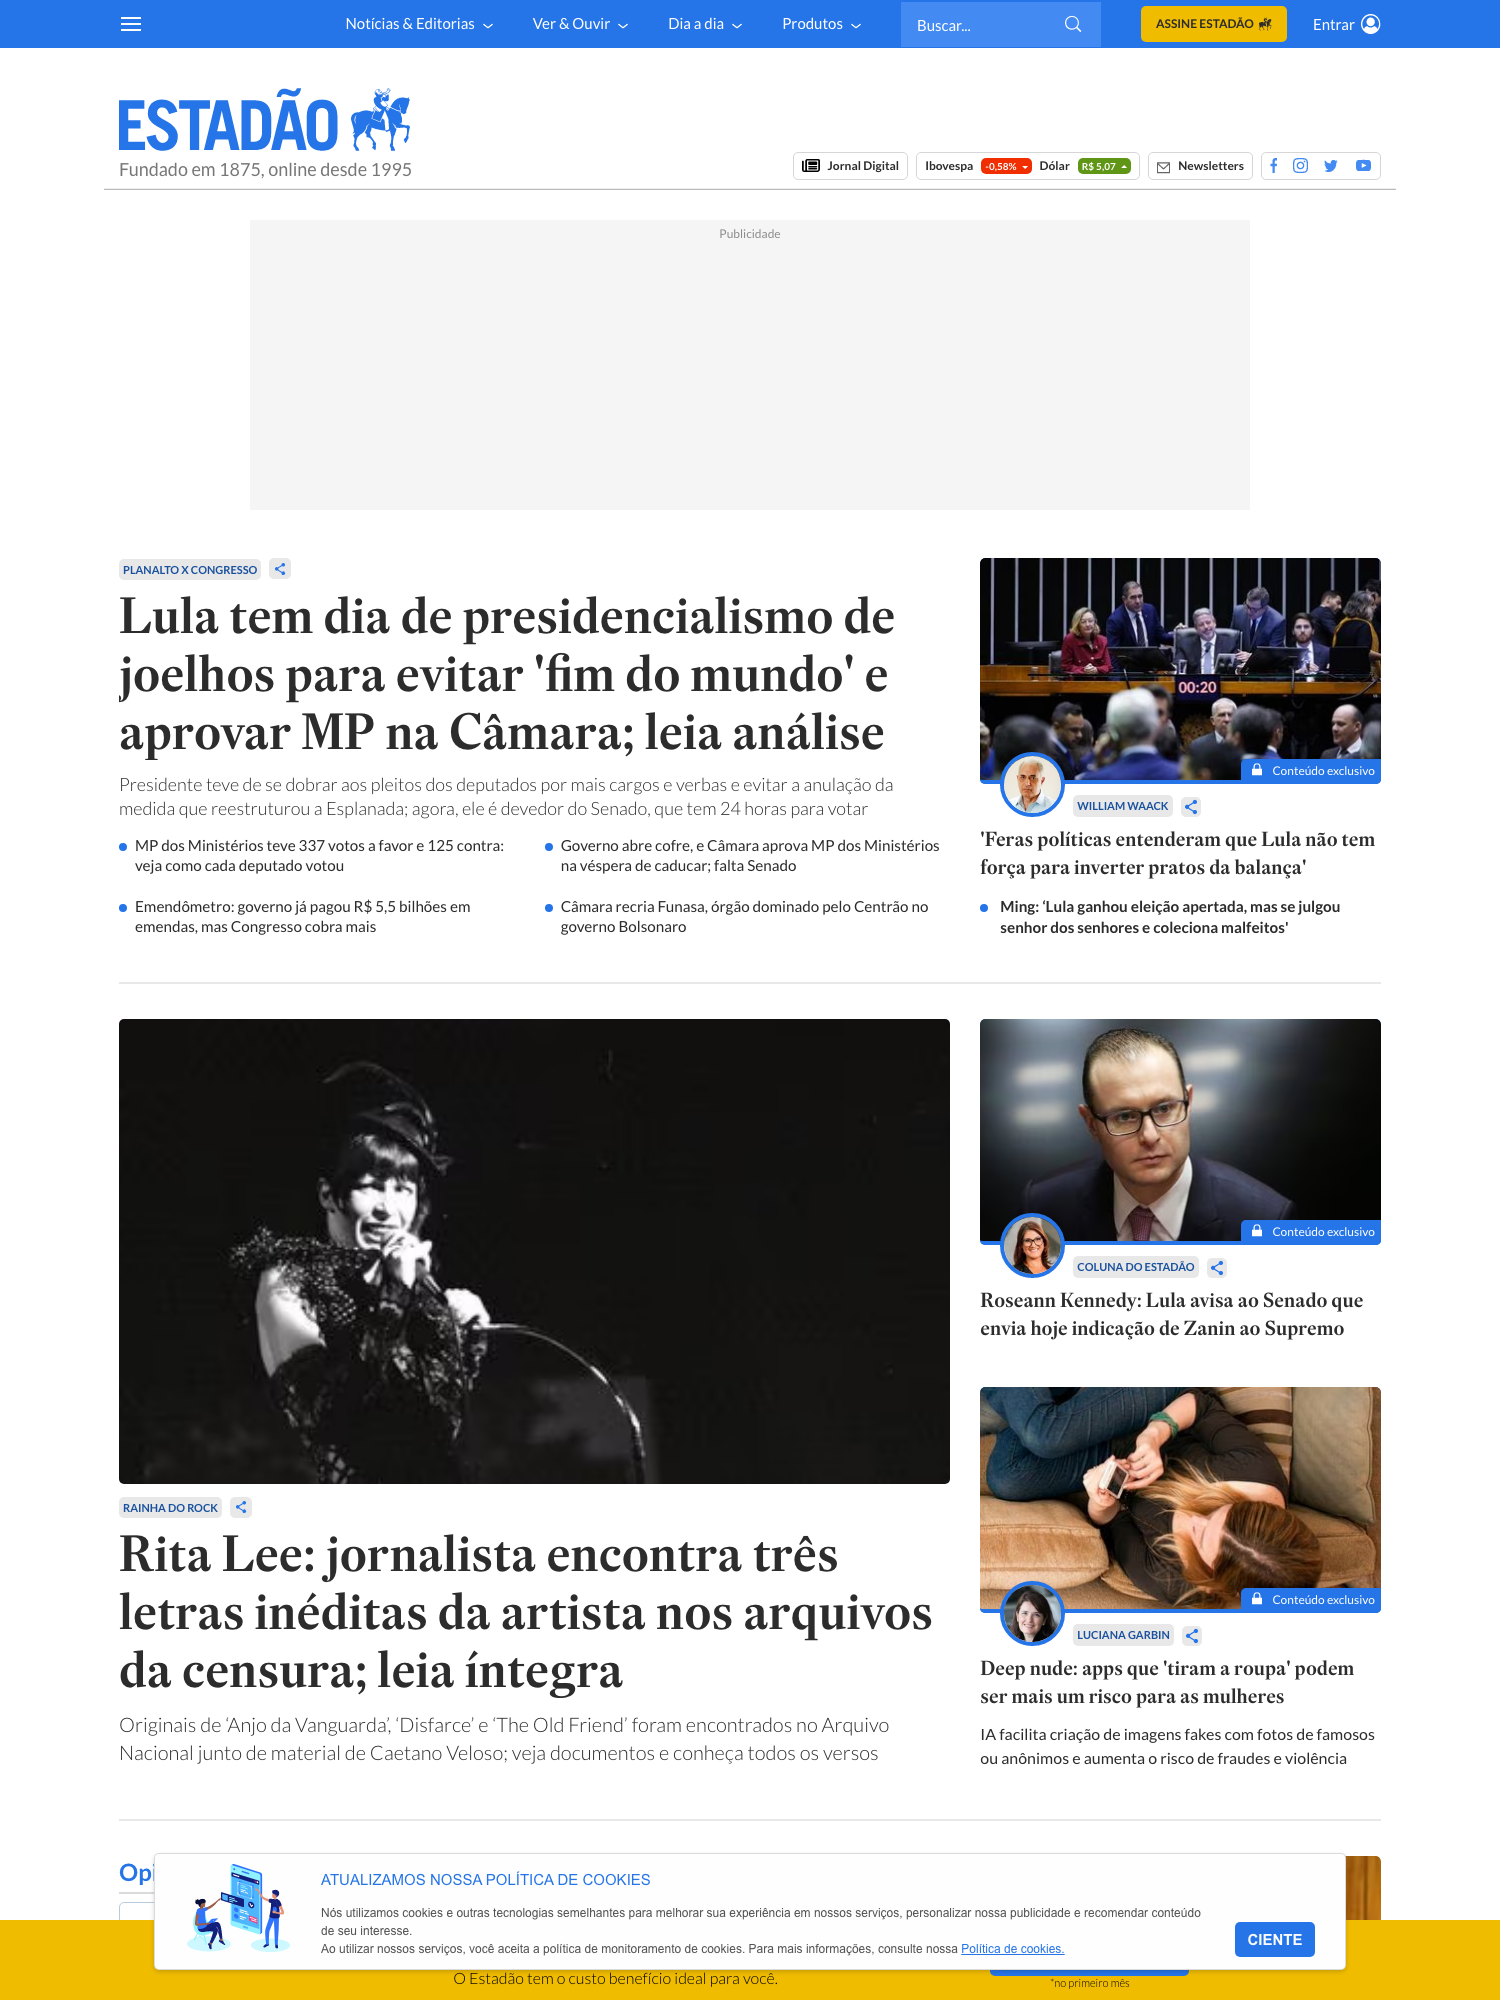 Notícias & Editorias
Ver & Ouvir
Dia a dia
Produtos
Buscar...
ASSINE ESTADÃO
Entrar
ESTADÃO
Fundado em 1875, online desde 1995
Jornal Digital
Ibovespa -0,58% Dólar R$ 5,07
Newsletters
Publicidade
PLANALTO X CONGRESSO
Lula tem dia de presidencialismo de
joelhos para evitar 'fim do mundo' e
aprovar MP na Câmara; leia análise
Presidente teve de se dobrar aos pleitos dos deputados por mais cargos e verbas e evitar a anulação da
medida que reestruturou a Esplanada; agora, ele é devedor do Senado, que tem 24 horas para votar
MP dos Ministérios teve 337 votos a favor e 125 contra:
veja como cada deputado votou
Governo abre cofre, e Câmara aprova MP dos Ministérios
na véspera de caducar; falta Senado
Emendômetro: governo já pagou R$ 5,5 bilhões em
emendas, mas Congresso cobra mais
Câmara recria Funasa, órgão dominado pelo Centrão no
governo Bolsonaro
00:20
Conteúdo exclusivo
WILLIAM WAACK
'Feras políticas entenderam que Lula não tem
força para inverter pratos da balança'
Ming: ‘Lula ganhou eleição apertada, mas se julgou
senhor dos senhores e coleciona malfeitos'
RAINHA DO ROCK
Rita Lee: jornalista encontra três
letras inéditas da artista nos arquivos
da censura; leia íntegra
Originais de ‘Anjo da Vanguarda’, ‘Disfarce’ e ‘The Old Friend’ foram encontrados no Arquivo
Nacional junto de material de Caetano Veloso; veja documentos e conheça todos os versos
Conteúdo exclusivo
COLUNA DO ESTADÃO
Roseann Kennedy: Lula avisa ao Senado que
envia hoje indicação de Zanin ao Supremo
Conteúdo exclusivo
LUCIANA GARBIN
Deep nude: apps que 'tiram a roupa' podem
ser mais um risco para as mulheres
IA facilita criação de imagens fakes com fotos de famosos
ou anônimos e aumenta o risco de fraudes e violência
Opi
ATUALIZAMOS NOSSA POLÍTICA DE COOKIES
Nós utilizamos cookies e outras tecnologias semelhantes para melhorar sua experiência em nossos serviços, personalizar nossa publicidade e recomendar conteúdo
de seu interesse.
Ao utilizar nossos serviços, você aceita a política de monitoramento de cookies. Para mais informações, consulte nossa Política de cookies.
CIENTE
O Estadão tem o custo benefício ideal para você.
*no primeiro mês